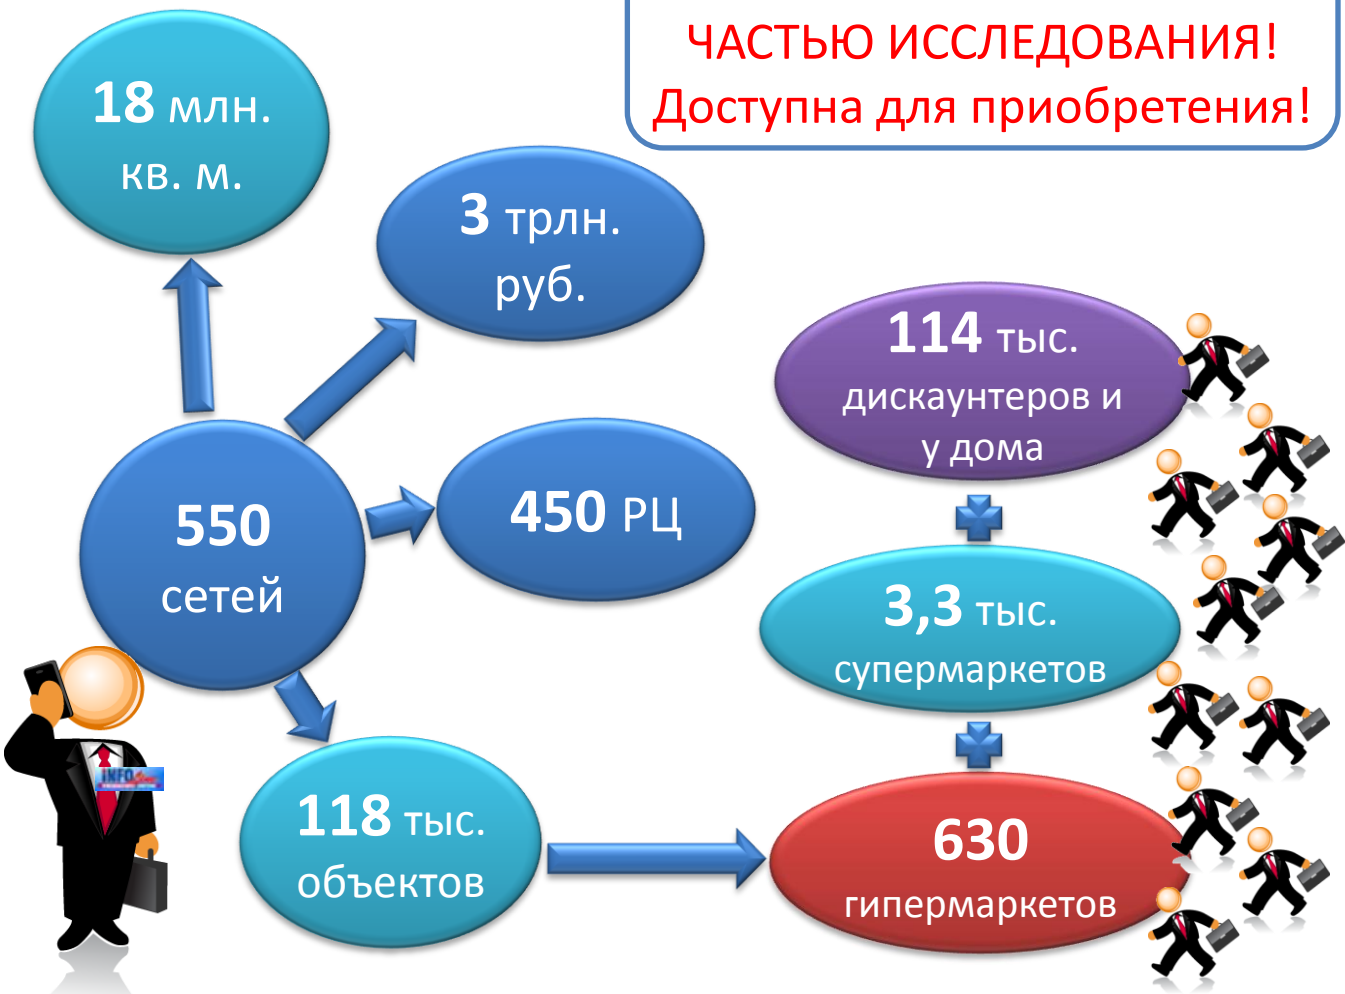 ЧАСТЬЮ ИССЛЕДОВАНИЯ!
Доступна для приобретения!
18 млн.
кв. м.
3 трлн.
руб.
550
сетей
450 РЦ
118 тыс.
объектов
114 тыс.
дискаунтеров и
у дома
3,3 тыс.
супермаркетов
630
гипермаркетов
INFO